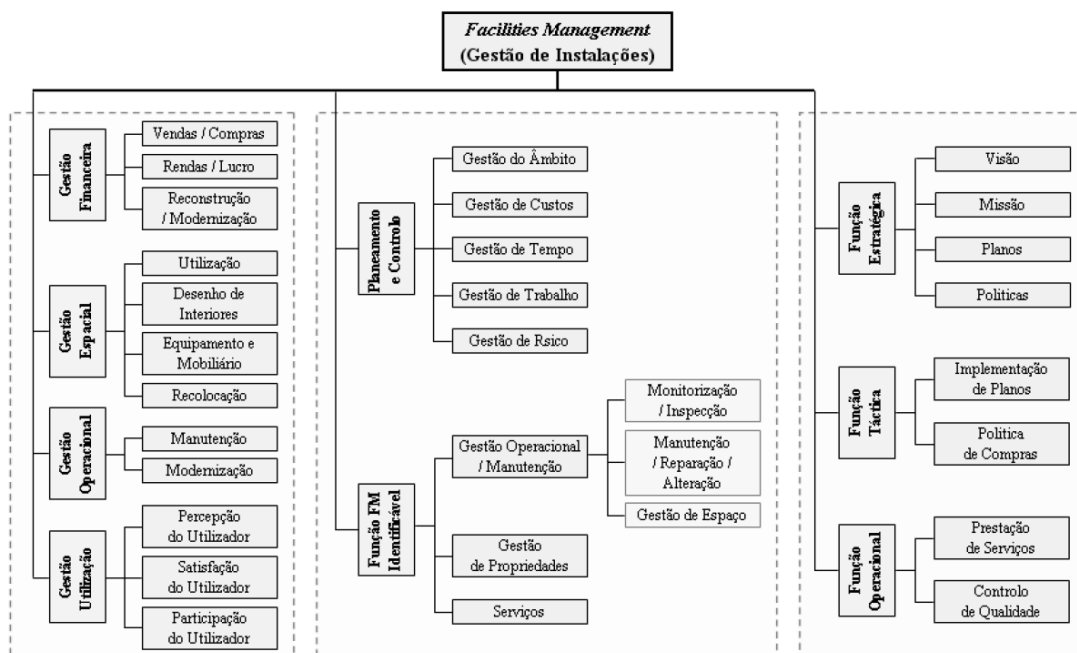 Facilities Management
(Gestão de Instalações)
Gestão
Financeira
Vendas / Compras
Rendas / Lucro
Reconstrução
/ Modernização
Gestão
Espacial
Utilização
Desenho de
Interiores
Equipamento e
Mobiliário
Recolocação
Gestão
Operacional
Manutenção
Modernização
Gestão
Utilização
Percepção
do Utilizador
Satisfação
do Utilizador
Participação
do Utilizador
Planeamento
e Controlo
Gestão do Âmbito
Gestão de Custos
Gestão de Tempo
Gestão de Trabalho
Gestão de Rsico
Função FM
Identificável
Gestão Operacional
/ Manutenção
Monitorização
/ Inspecção
Manutenção
/ Reparação /
Alteração
Gestão de Espaço
Gestão
de Propriedades
Serviços
Função
Estratégica
Visão
Missão
Planos
Politicas
Função
Táctica
Implementação
de Planos
Politica
de Compras
Função
Operacional
Prestação
de Serviços
Controlo
de Qualidade